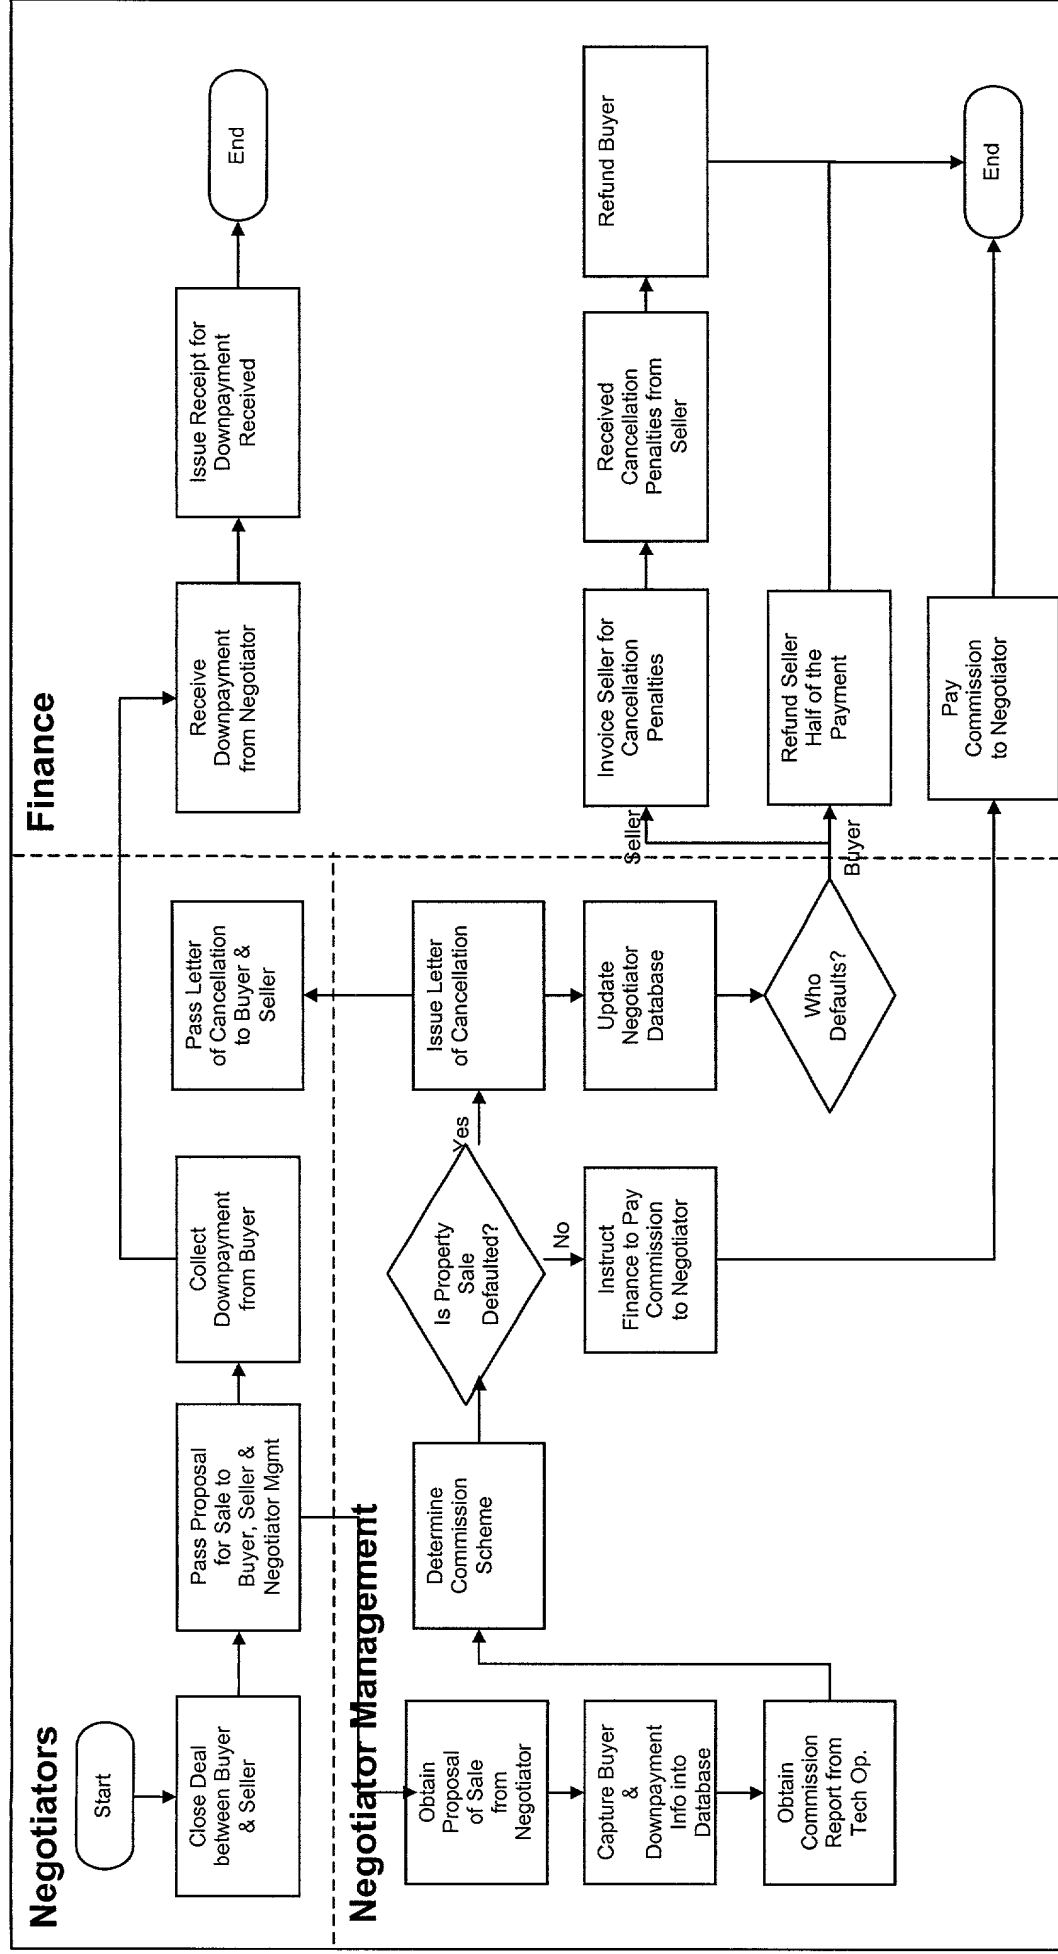 Negotiators
Start
Close Deal
between Buyer
& Seller
Pass Proposal
for Sale to
Buyer, Seller &
Negotiator Mgmt
Collect
Downpayment
from Buyer
Pass Letter
of Cancellation
to Buyer &
Seller
Negotiator Management
Obtain
Proposal
of Sale
from
Negotiator
Capture Buyer
&
Downpayment
Info into
Database
Obtain
Commission
Report from
Tech Op.
Determine
Commission
Scheme
Is Property
Sale
Defaulted?
Yes
No
Instruct
Finance to Pay
Commission
to Negotiator
Issue Letter
of Cancellation
Update
Negotiator
Database
Who
Defaults?
Seller
Buyer
Finance
Receive
Downpayment
from Negotiator
Issue Receipt for
Downpayment
Received
End
Invoice Seller for
Cancellation
Penalties
Received
Cancellation
Penalties from
Seller
Refund Buyer
Refund Seller
Half of the
Payment
Pay
Commission
to Negotiator
End